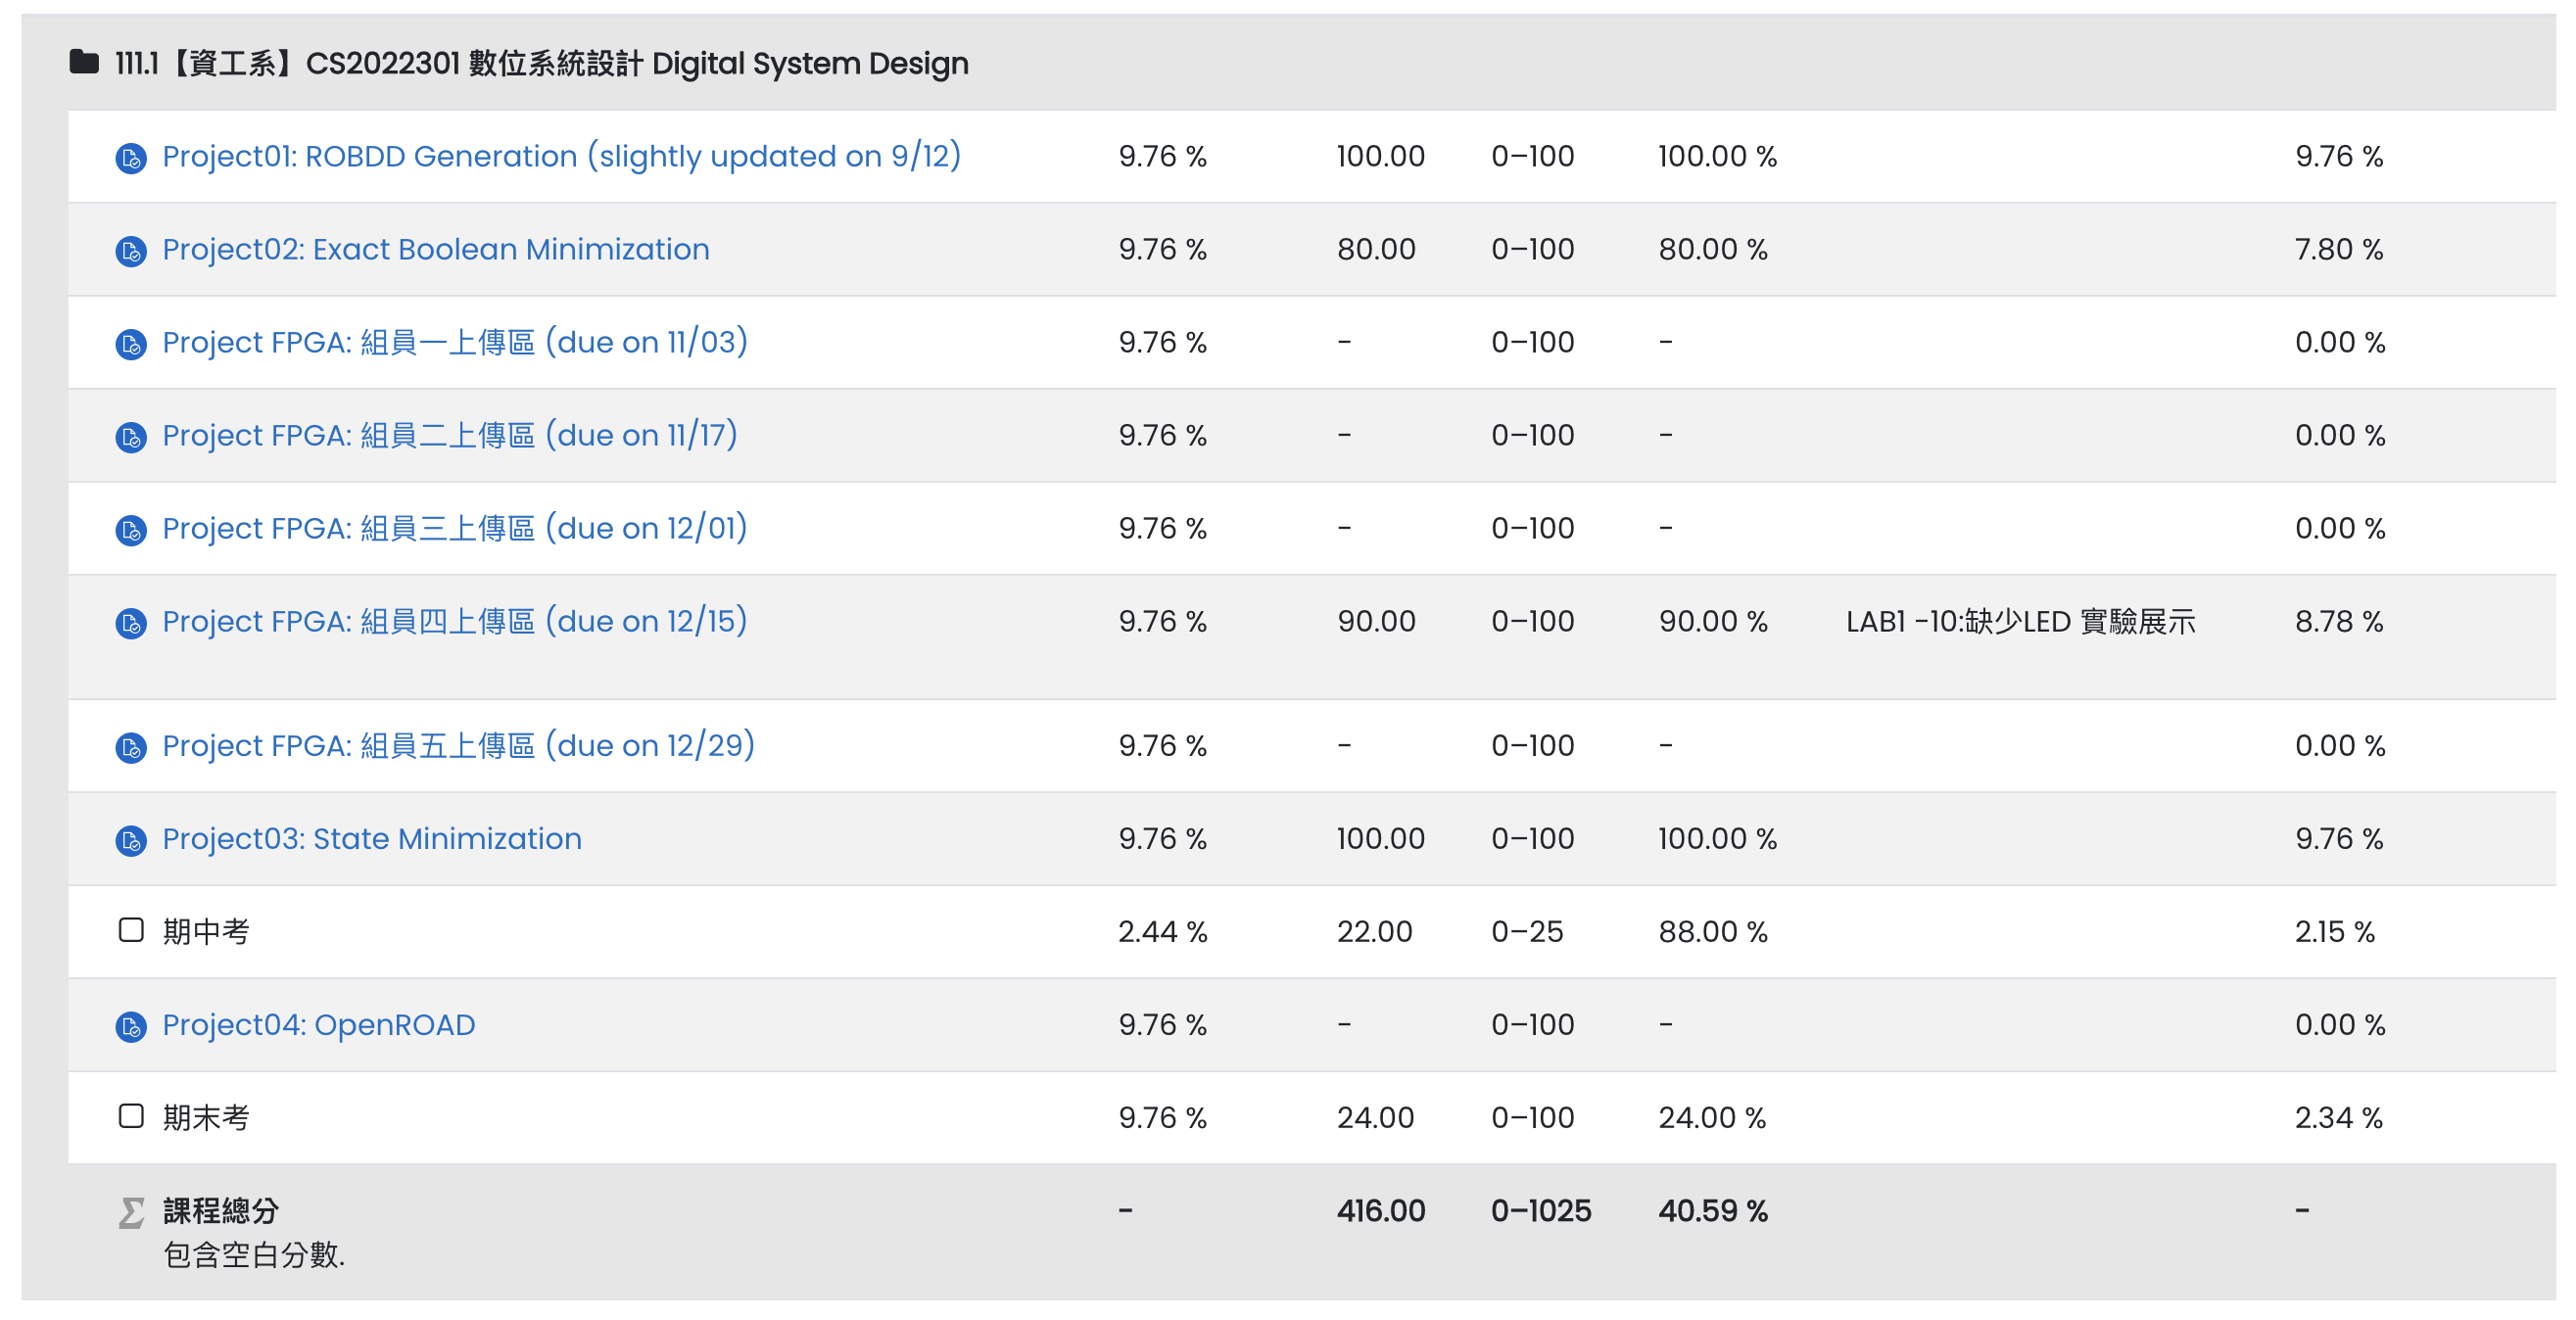 111.1【資工系】CS2022301 數位系統設計 Digital System Design
Project01: ROBDD Generation (slightly updated on 9/12) 9.76 % 100.00 0–100 100.00 % 9.76 %
Project02: Exact Boolean Minimization 9.76 % 80.00 0–100 80.00 % 7.80 %
Project FPGA: 組員一上傳區 (due on 11/03) 9.76 % - 0–100 - 0.00 %
Project FPGA: 組員二上傳區 (due on 11/17) 9.76 % - 0–100 - 0.00 %
Project FPGA: 組員三上傳區 (due on 12/01) 9.76 % - 0–100 - 0.00 %
Project FPGA: 組員四上傳區 (due on 12/15) 9.76 % 90.00 0–100 90.00 % LAB1 -10:缺少LED 實驗展示 8.78 %
Project FPGA: 組員五上傳區 (due on 12/29) 9.76 % - 0–100 - 0.00 %
Project03: State Minimization 9.76 % 100.00 0–100 100.00 % 9.76 %
期中考 2.44 % 22.00 0–25 88.00 % 2.15 %
Project04: OpenROAD 9.76 % - 0–100 - 0.00 %
期末考 9.76 % 24.00 0–100 24.00 % 2.34 %
課程總分 - 416.00 0–1025 40.59 % -
包含空白分數.